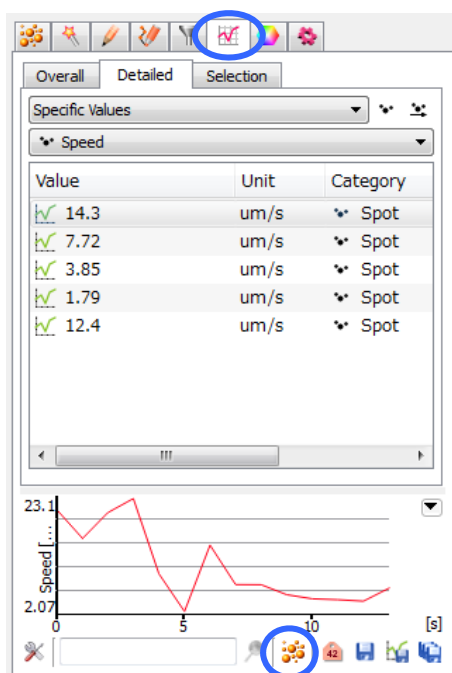 Overall Detailed Selection
Specific Values
Speed
Value Unit Category
14.3 um/s Spot
7.72 um/s Spot
3.85 um/s Spot
1.79 um/s Spot
12.4 um/s Spot
23.1
Speed [...
2.07
0 5 10 [s]
42